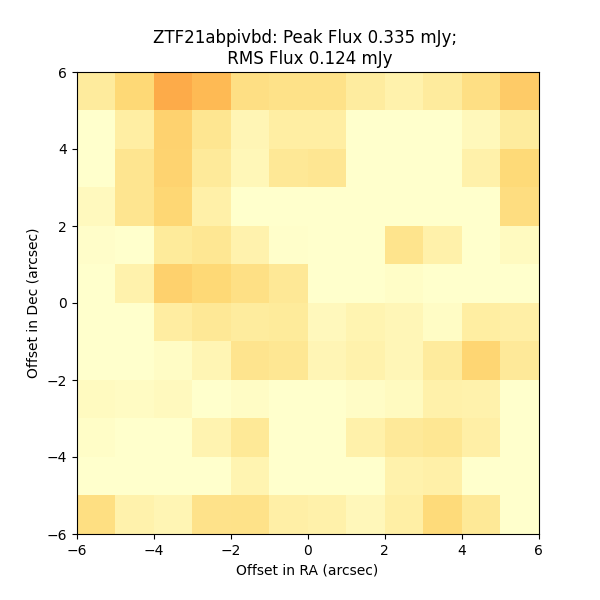 ZTF21abpivbd: Peak Flux 0.335 mJy;
RMS Flux 0.124 mJy
6
4
2
0
−2
−4
−6
Offset in Dec (arcsec)
−6 −4 −2 0 2 4 6
Offset in RA (arcsec)